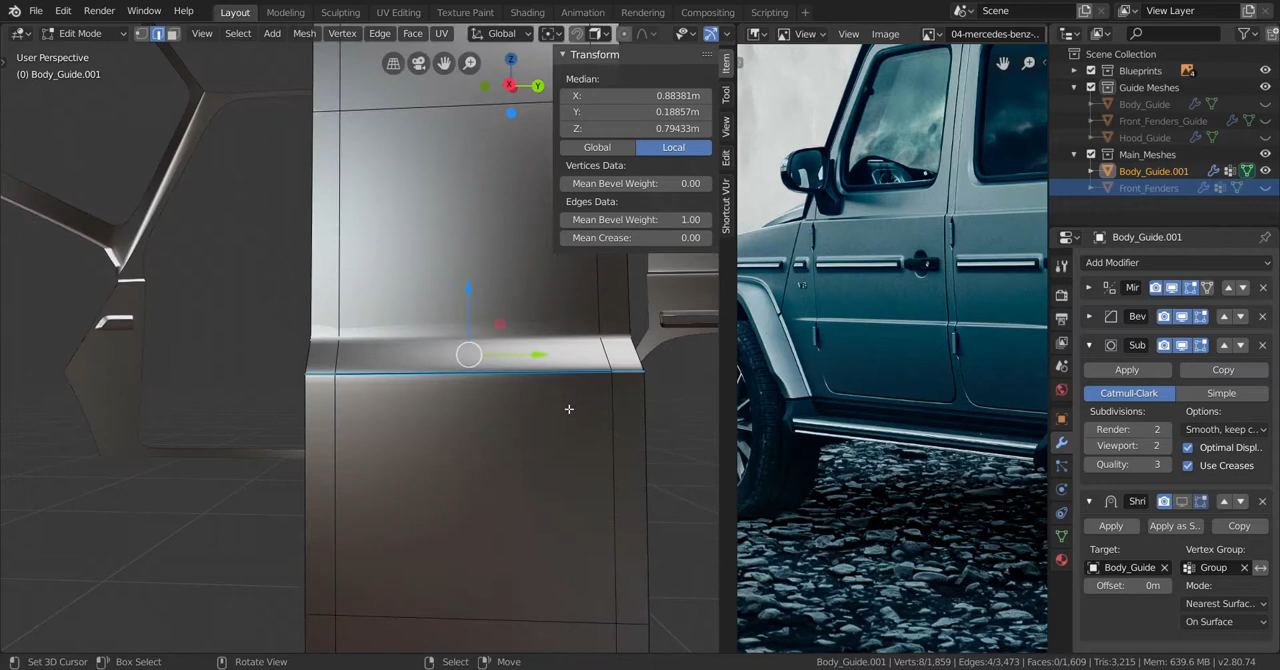 File Edit Render Window Help Layout Modeling Sculpting UV Editing Texture Paint Shading Animation Rendering Compositing Scripting + Scene View Layer
Edit Mode View Select Add Mesh Vertex Edge Face UV Global View View Image 04-mercedes-benz-...
User Perspective
(0) Body_Guide.001
Transform
Median:
X: 0.88381m
Y: 0.18857m
Z: 0.79433m
Global Local
Vertices Data:
Mean Bevel Weight: 0.00
Edges Data:
Mean Bevel Weight: 1.00
Mean Crease: 0.00
Z
X
Y
Item
Tool
View
Edit
Shortcut VUr
Scene Collection
Blueprints 4
Guide Meshes
Body_Guide
Front_Fenders_Guide
Hood_Guide
Main_Meshes
Body_Guide.001
Front_Fenders
Body_Guide.001
Add Modifier
Mir
Bev
Sub
Apply Copy
Catmull-Clark Simple
Subdivisions: Options:
Render: 2 Smooth, keep c...
Viewport: 2 Optimal Displ..
Quality: 3 Use Creases
Shri
Apply Apply as S.. Copy
Target: Vertex Group:
Body_Guide Group
Offset: 0m Mode:
Nearest Surfac..
On Surface
Set 3D Cursor Box Select Rotate View Select Move Body_Guide.001 | Verts:8/1,859 | Edges:4/3,473 | Faces:0/1,609 | Tris:3,215 | Mem: 639.6 MB | v2.80.74